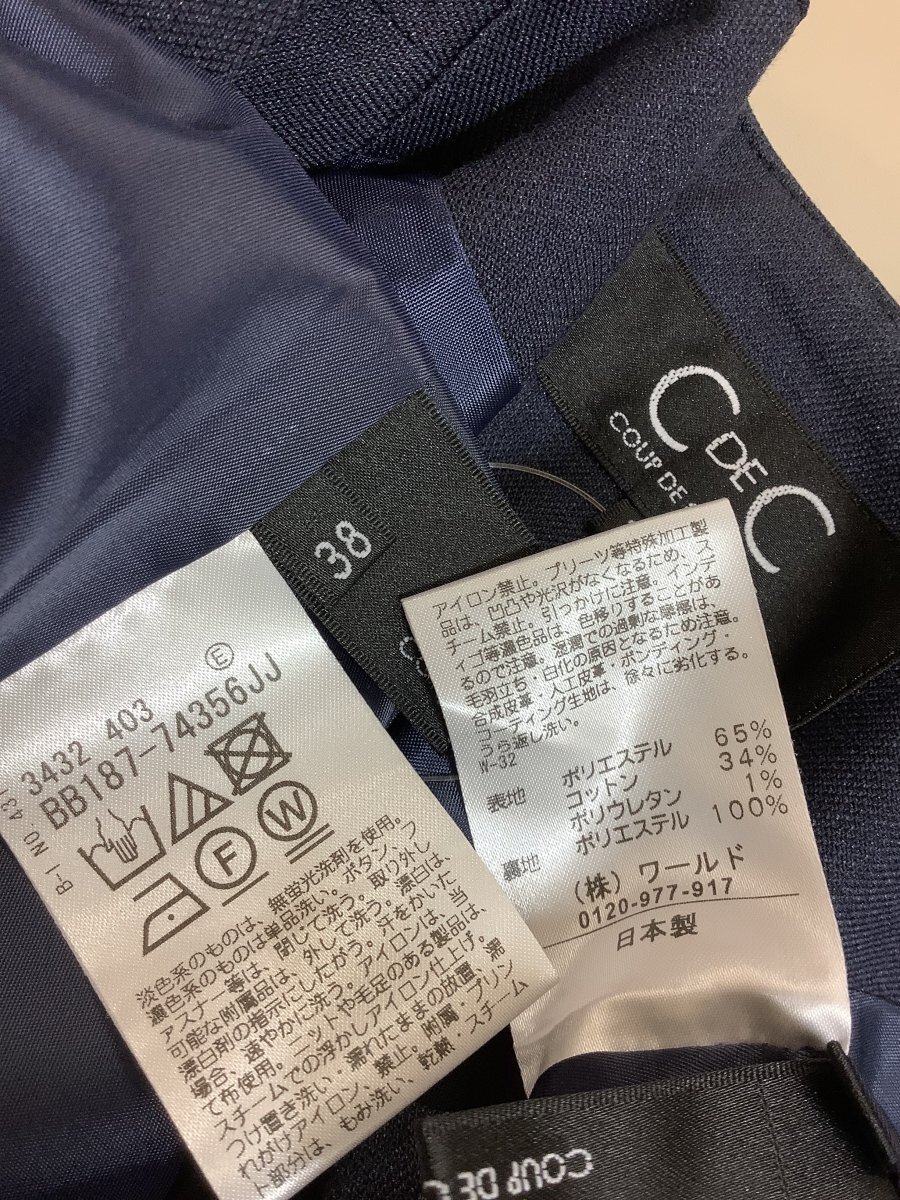 C DE C
COUP DE
38
E
3432 403
BB187-74356JJ
F
W
淡色系のものは、無蛍光洗剤を使用。
濃色系のものは単品洗い。ボタン、フ
ァスナー等は、閉じて洗う。取り外し
可能な附属品は、外して洗う。漂白は、
漂白剤の指示にしたがう。汗をかいた
場合、速やかに洗う。アイロンは、当
て布使用。ニットや毛足のある製品は、
スチームでの浮かしアイロン仕上げ。
つけ置き洗い・濡れたままの放置・濡
れがけアイロン、禁止。附属・プリン
ト部分は、もみ洗い、乾熱・スチーム
アイロン禁止。プリーツ等特殊加工製
品は、凹凸や光沢がなくなるため、ス
チーム禁止。引っかけに注意。インデ
ィゴ等濃色品は、色移りすることがあ
るので注意。湿潤での過剰な摩擦は、
毛羽立ち・白化の原因となるため注意。
合成皮革・人工皮革・ボンディング・
コーティング生地は、徐々に劣化する。
うら返し洗い。
W-32
表地 ポリエステル 65%
コットン 34%
ポリウレタン 1%
裏地 ポリエステル 100%
(株) ワールド
0120-977-917
日本製
COUP DE